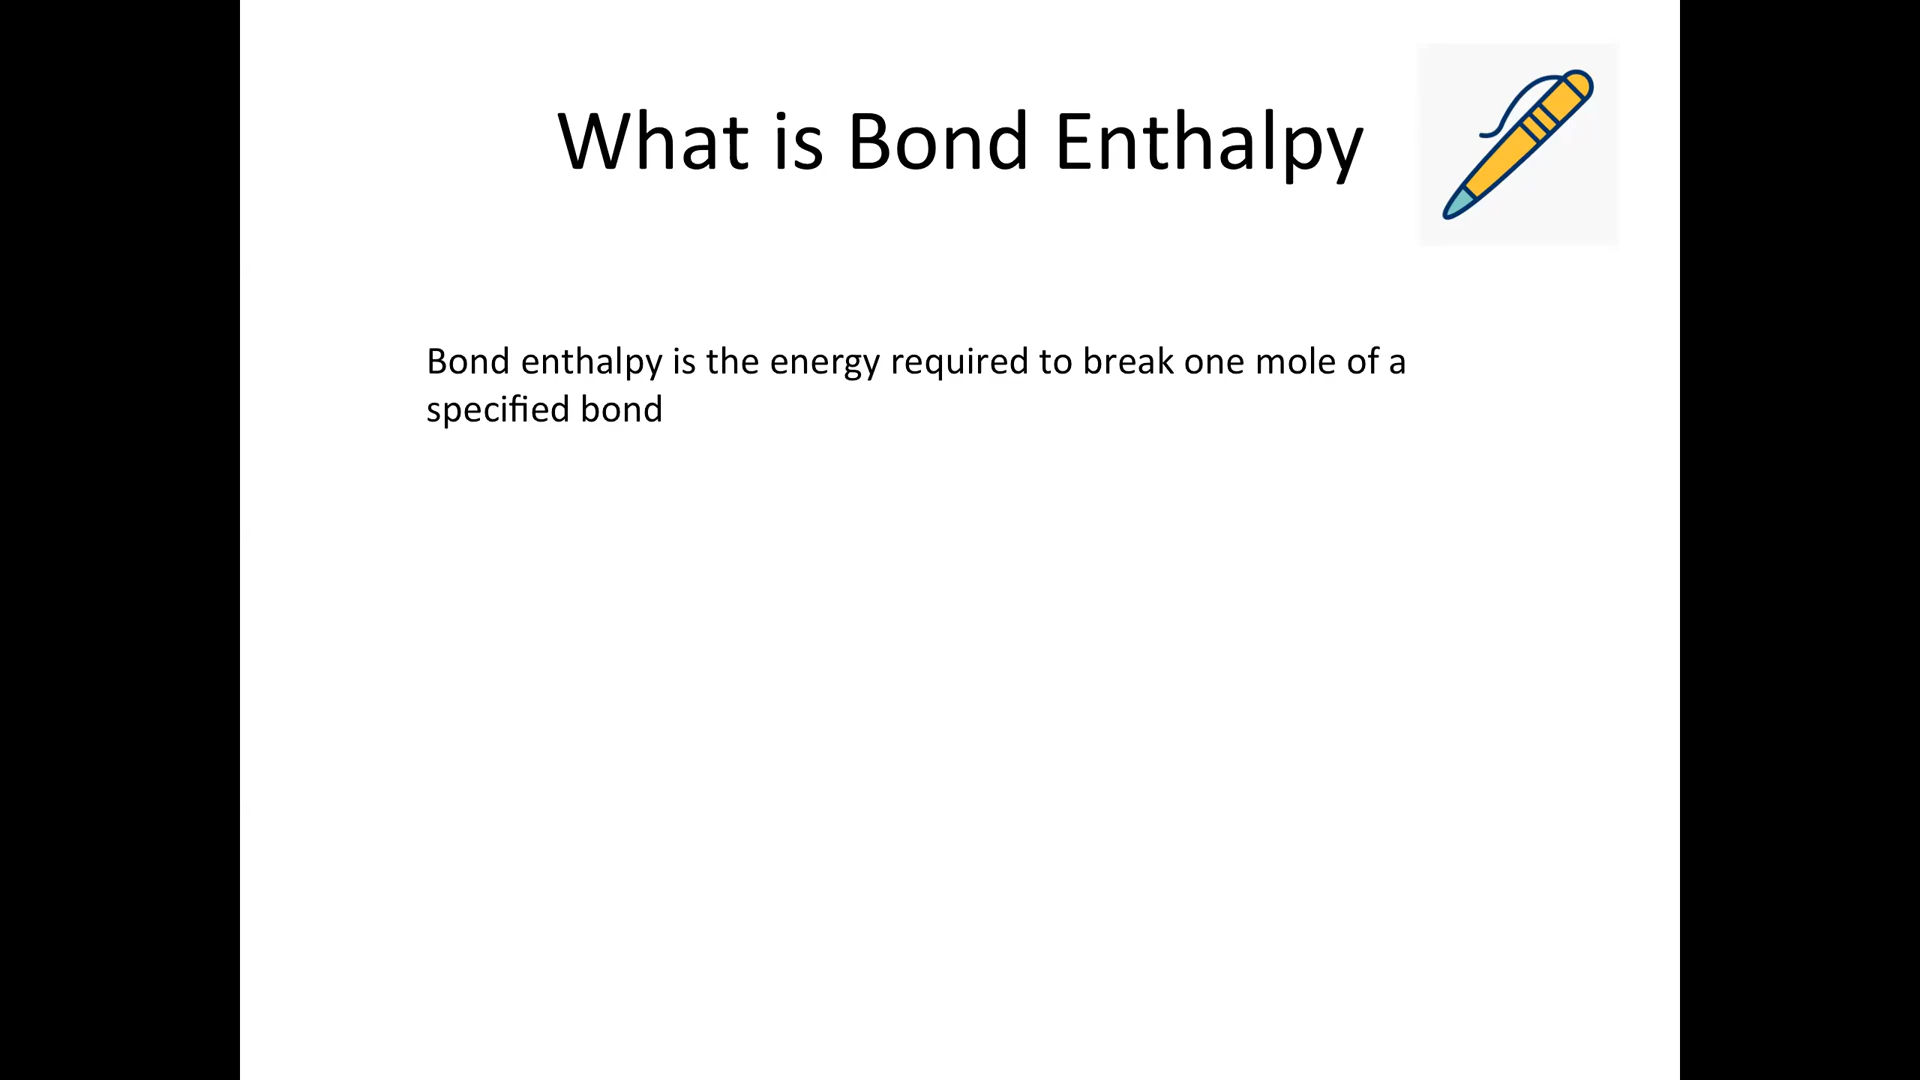 What is Bond Enthalpy
Bond enthalpy is the energy required to break one mole of a
specified bond